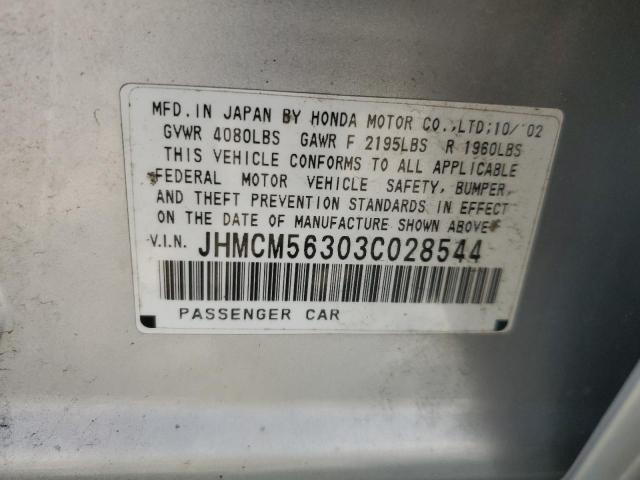 MFD. IN JAPAN BY HONDA MOTOR CO., LTD; 10/'02
GVWR 4080LBS GAWR F 2195LBS R 1960LBS
THIS VEHICLE CONFORMS TO ALL APPLICABLE
FEDERAL MOTOR VEHICLE SAFETY, BUMPER,
AND THEFT PREVENTION STANDARDS IN EFFECT
ON THE DATE OF MANUFACTURE SHOWN ABOVE
V.I.N. JHMCM56303C028544
PASSENGER CAR